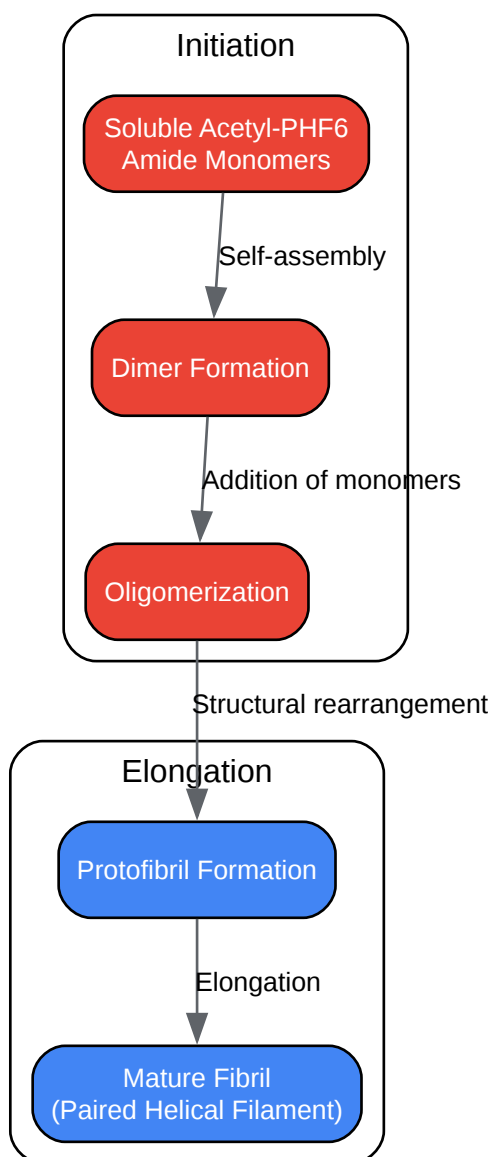 Initiation
Soluble Acetyl-PHF6
Amide Monomers
Self-assembly
Dimer Formation
Addition of monomers
Oligomerization
Structural rearrangement
Elongation
Protofibril Formation
Elongation
Mature Fibril
(Paired Helical Filament)